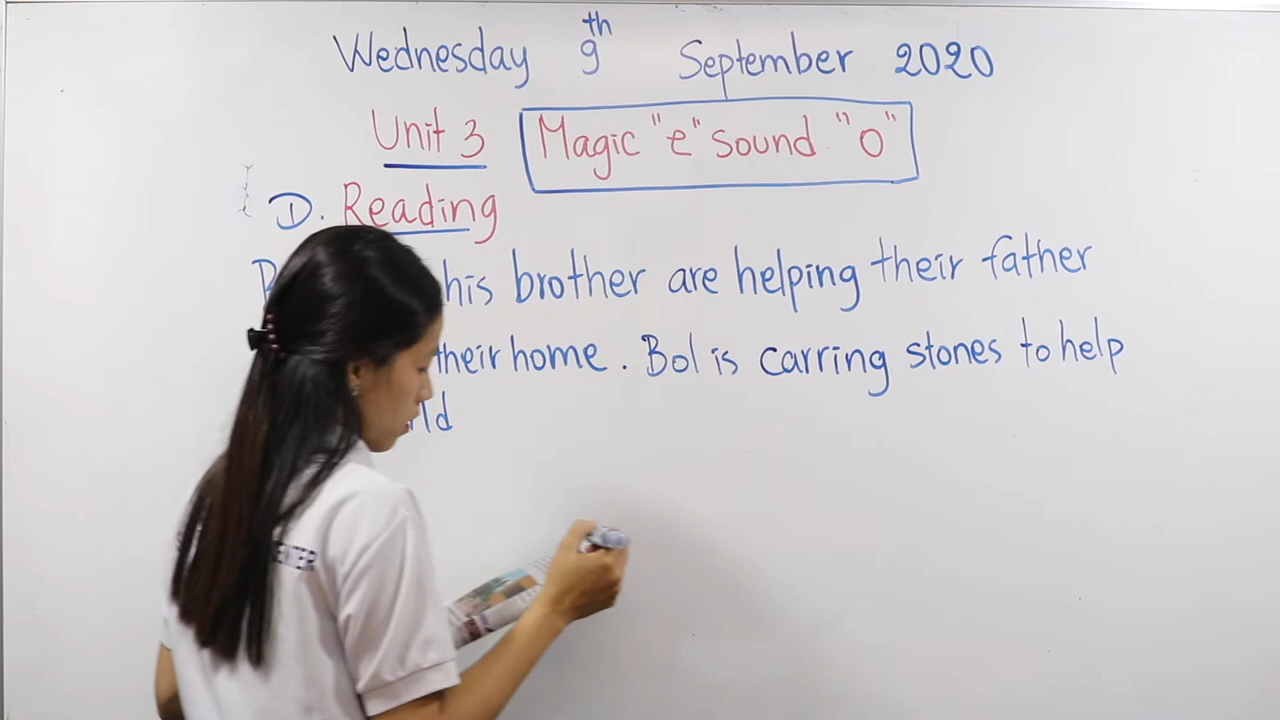 Wednesday 9th September 2020
Unit 3 Magic "e" sound "o"
D. Reading
his brother are helping their father
their home. Bol is carring stones to help